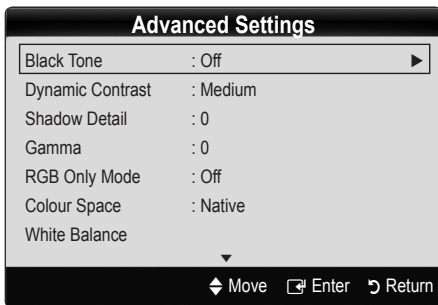 Advanced Settings
Black Tone : Off ►
Dynamic Contrast : Medium
Shadow Detail : 0
Gamma : 0
RGB Only Mode : Off
Colour Space : Native
White Balance
▼
Move Enter Return